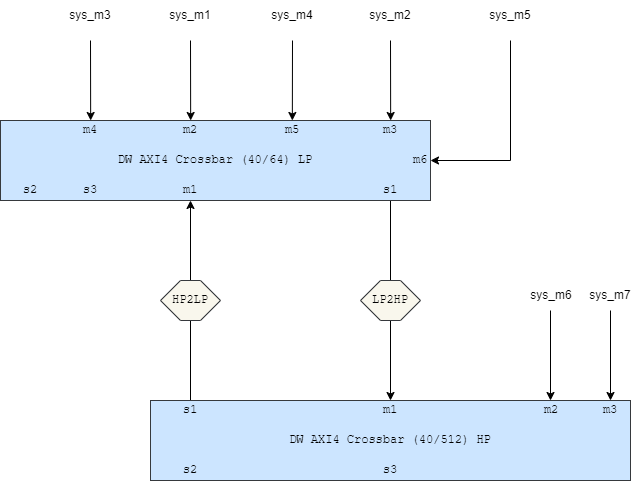 sys_m3 sys_m1 sys_m4 sys_m2 sys_m5
m4 m2 m5 m3
DW AXI4 Crossbar (40/64) LP m6
s2 s3 m1 s1
HP2LP LP2HP
sys_m6 sys_m7
s1 m1 m2 m3
DW AXI4 Crossbar (40/512) HP
s2 s3